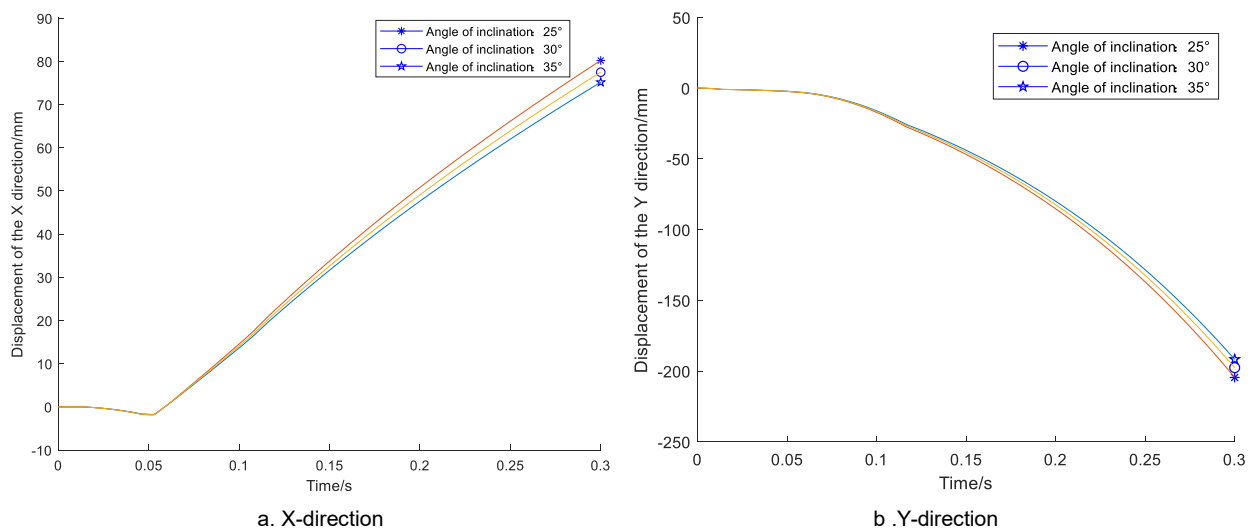 90
80
70
60
50
40
30
20
10
0
-10
Displacement of the X direction/mm
Angle of inclination: 25°
Angle of inclination: 30°
Angle of inclination: 35°
0 0.05 0.1 0.15 0.2 0.25 0.3
Time/s
a. X-direction
50
0
-50
-100
-150
-200
-250
Displacement of the Y direction/mm
Angle of inclination: 25°
Angle of inclination: 30°
Angle of inclination: 35°
0 0.05 0.1 0.15 0.2 0.25 0.3
Time/s
b .Y-direction